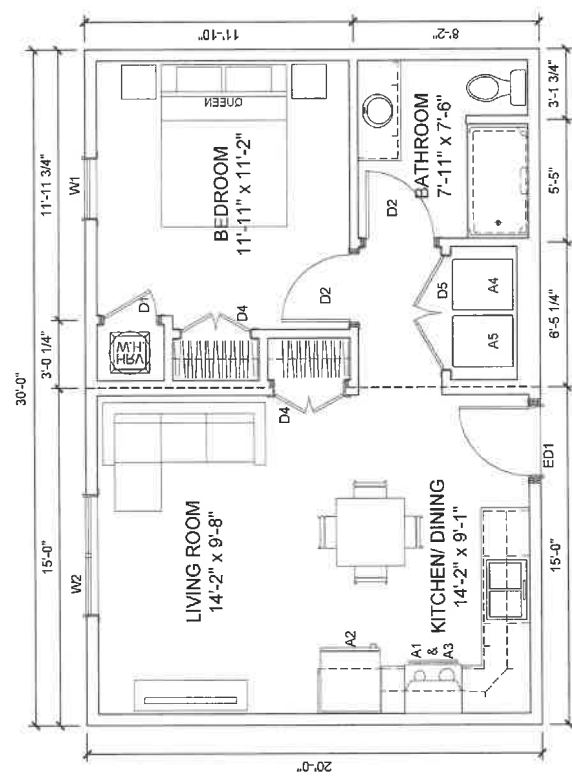 11'-10"
8'-2"
30'-0"
11'-11 3/4"
3'-0 1/4"
15'-0"
W1
W2
QUEEN
BEDROOM
11'-11" x 11'-2"
BATHROOM
7'-11" x 7'-6"
D1
D2
D2
D4
D4
D5
HRV
W.H.
A4
A5
3'-1 3/4"
5'-5"
6'-5 1/4"
LIVING ROOM
14'-2" x 9'-8"
KITCHEN/ DINING
14'-2" x 9'-1"
A2
A1
&
A3
ED1
15'-0"
20'-0"